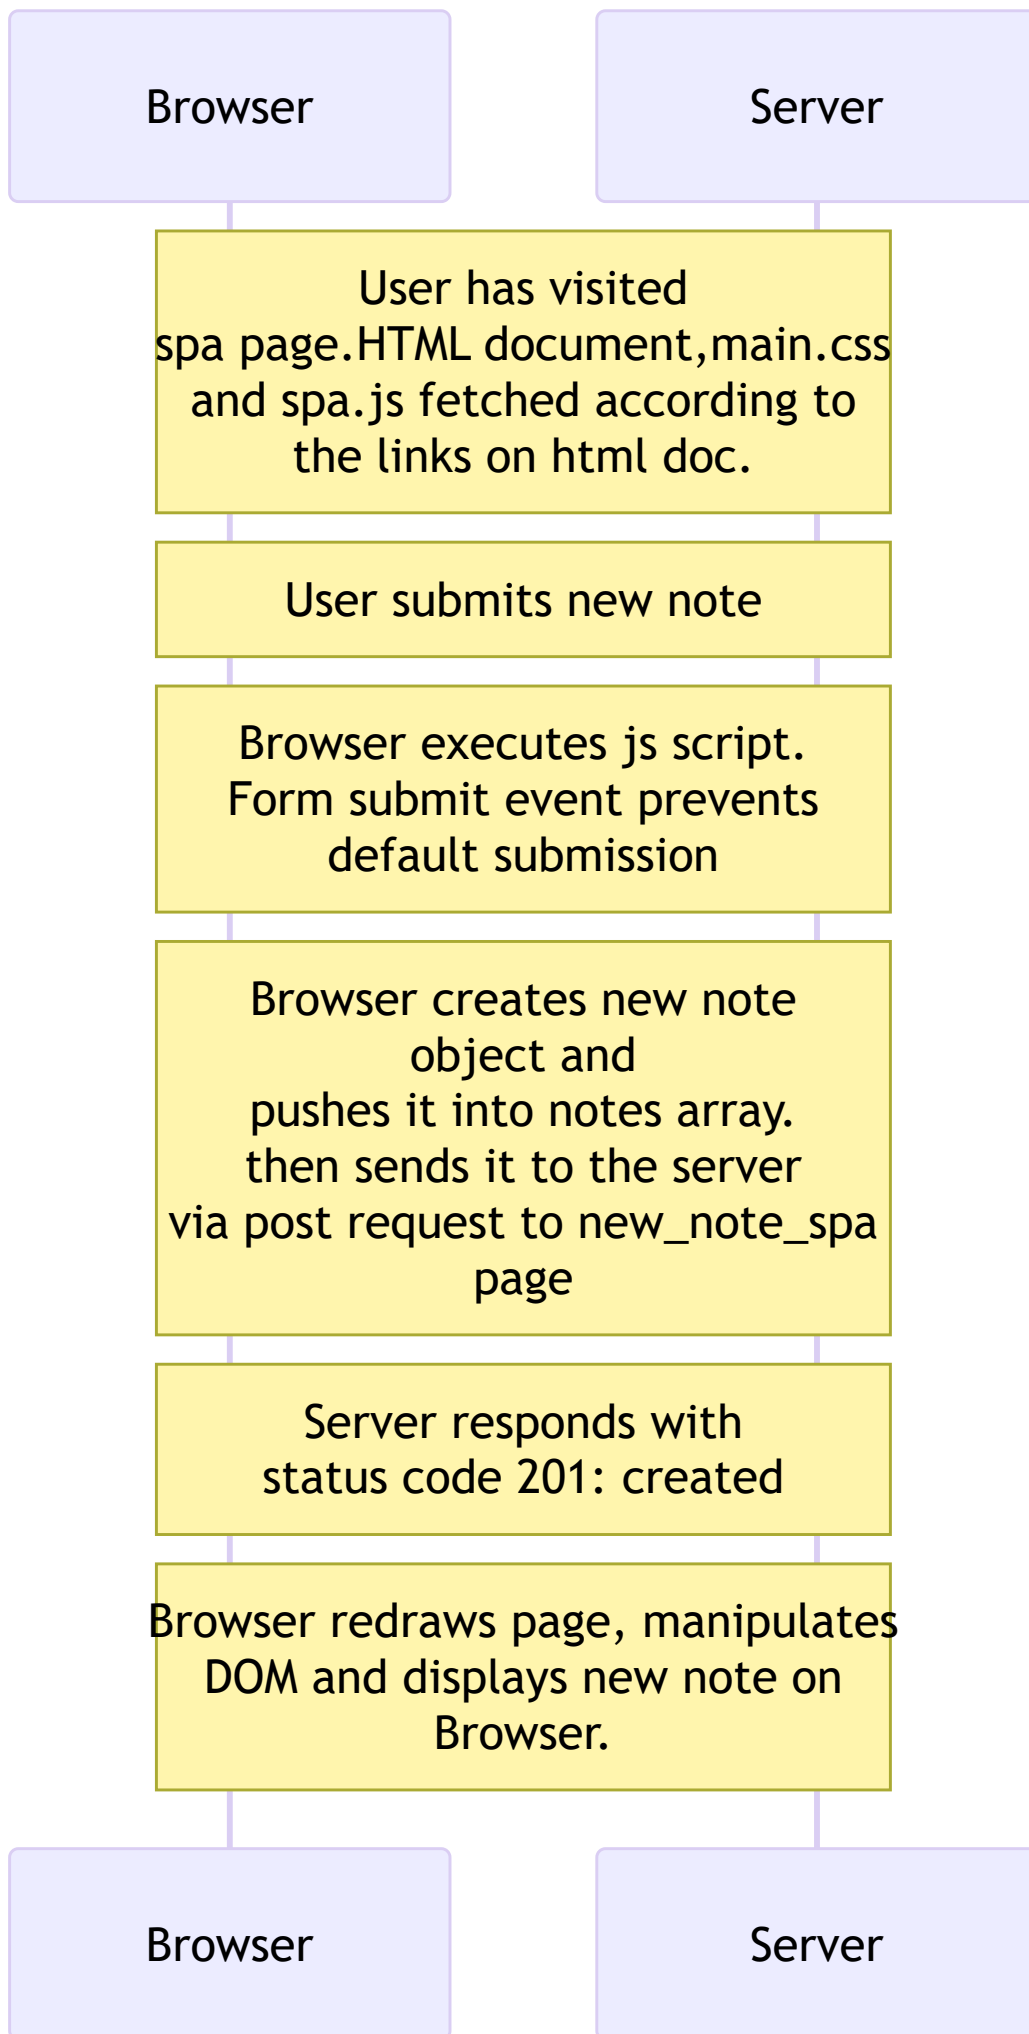 Browser
Server
User has visited
spa page.HTML document,main.css
and spa.js fetched according to
the links on html doc.
User submits new note
Browser executes js script.
Form submit event prevents
default submission
Browser creates new note
object and
pushes it into notes array.
then sends it to the server
via post request to new_note_spa
page
Server responds with
status code 201: created
Browser redraws page, manipulates
DOM and displays new note on
Browser.
Browser
Server